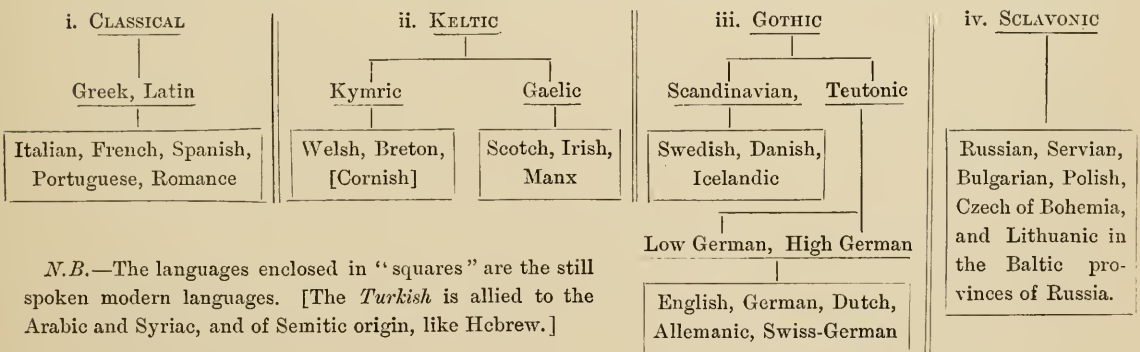 i. CLASSICAL
Greek, Latin
Italian, French, Spanish,
Portuguese, Romance
ii. KELTIC
Kymric
Gaelic
Welsh, Breton,
[Cornish]
Scotch, Irish,
Manx
iii. GOTHIC
Scandinavian,
Teutonic
Swedish, Danish,
Icelandic
Low German, High German
English, German, Dutch,
Allemanic, Swiss-German
iv. SCLAVONIC
Russian, Servian,
Bulgarian, Polish,
Czech of Bohemia,
and Lithuanic in
the Baltic pro-
vinces of Russia.
N.B.—The languages enclosed in “squares” are the still
spoken modern languages. [The Turkish is allied to the
Arabic and Syriac, and of Semitic origin, like Hebrew.]